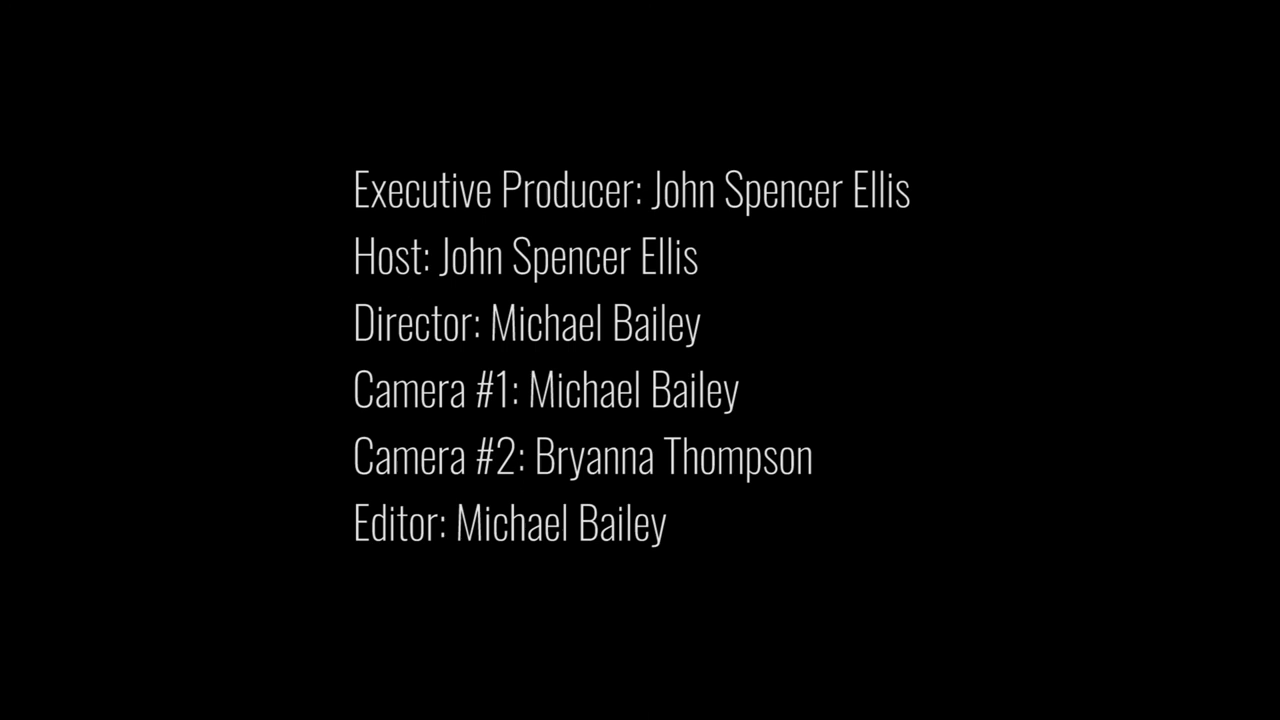 Executive Producer: John Spencer Ellis
Host: John Spencer Ellis
Director: Michael Bailey
Camera #1: Michael Bailey
Camera #2: Bryanna Thompson
Editor: Michael Bailey